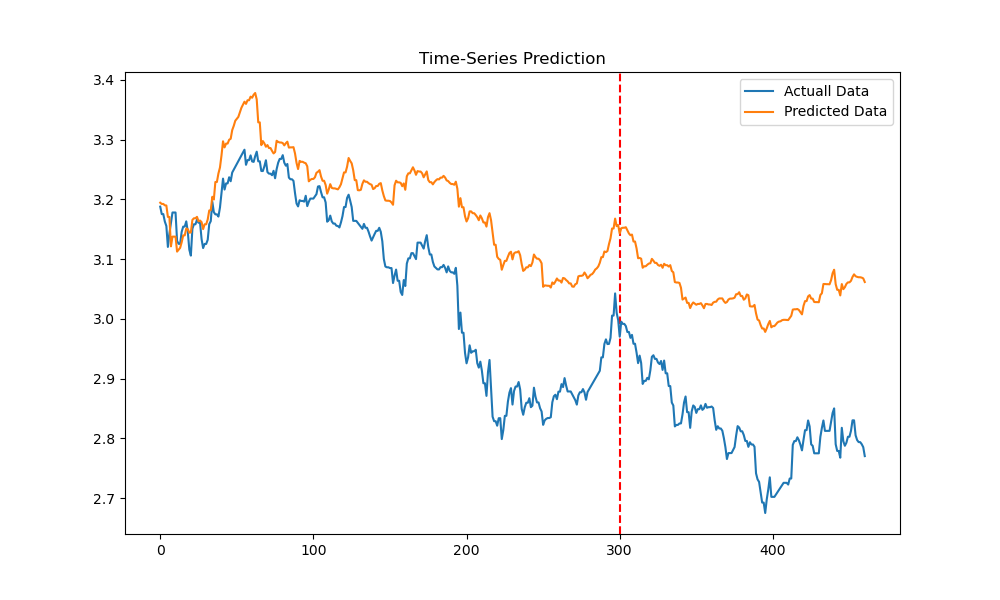 Time-Series Prediction
Actuall Data
Predicted Data
3.4
3.3
3.2
3.1
3.0
2.9
2.8
2.7
0 100 200 300 400